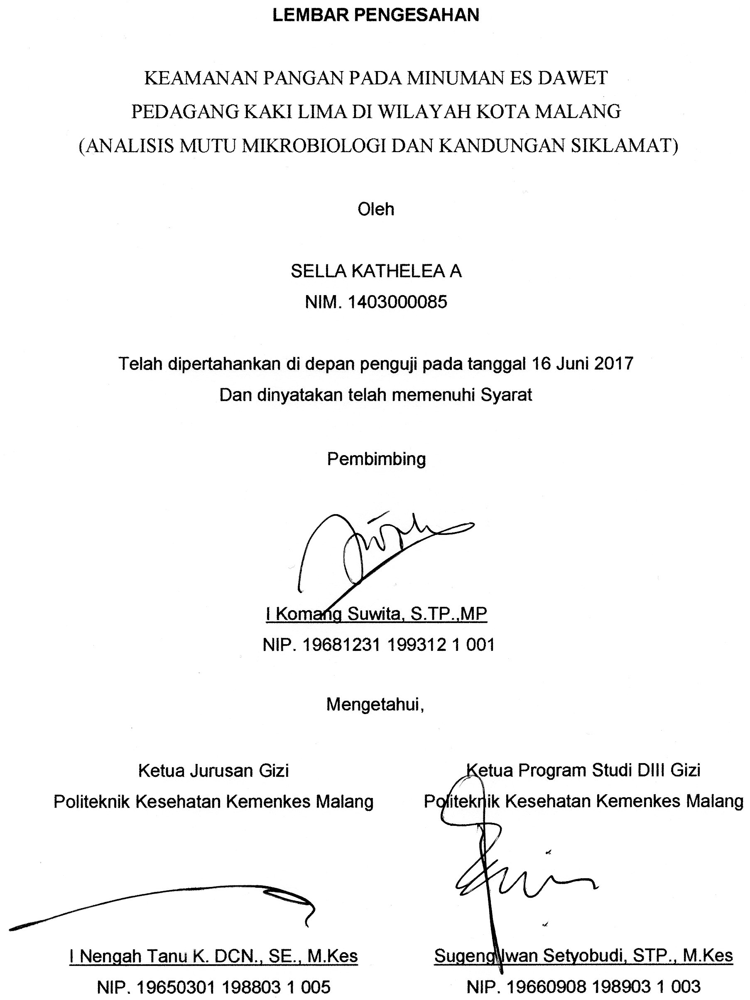 LEMBAR PENGESAHAN
KEAMANAN PANGAN PADA MINUMAN ES DAWET
PEDAGANG KAKI LIMA DI WILAYAH KOTA MALANG
(ANALISIS MUTU MIKROBIOLOGI DAN KANDUNGAN SIKLAMAT)
Oleh
SELLA KATHELEA A
NIM. 1403000085
Telah dipertahankan di depan penguji pada tanggal 16 Juni 2017
Dan dinyatakan telah memenuhi Syarat
Pembimbing
I Komang Suwita, S.TP.,MP
NIP. 19681231 199312 1 001
Mengetahui,
Ketua Jurusan Gizi
Politeknik Kesehatan Kemenkes Malang
I Nengah Tanu K. DCN., SE., M.Kes
NIP. 19650301 198803 1 005
Ketua Program Studi DIII Gizi
Politeknik Kesehatan Kemenkes Malang
Sugeng Iwan Setyobudi, STP., M.Kes
NIP. 19660908 198903 1 003